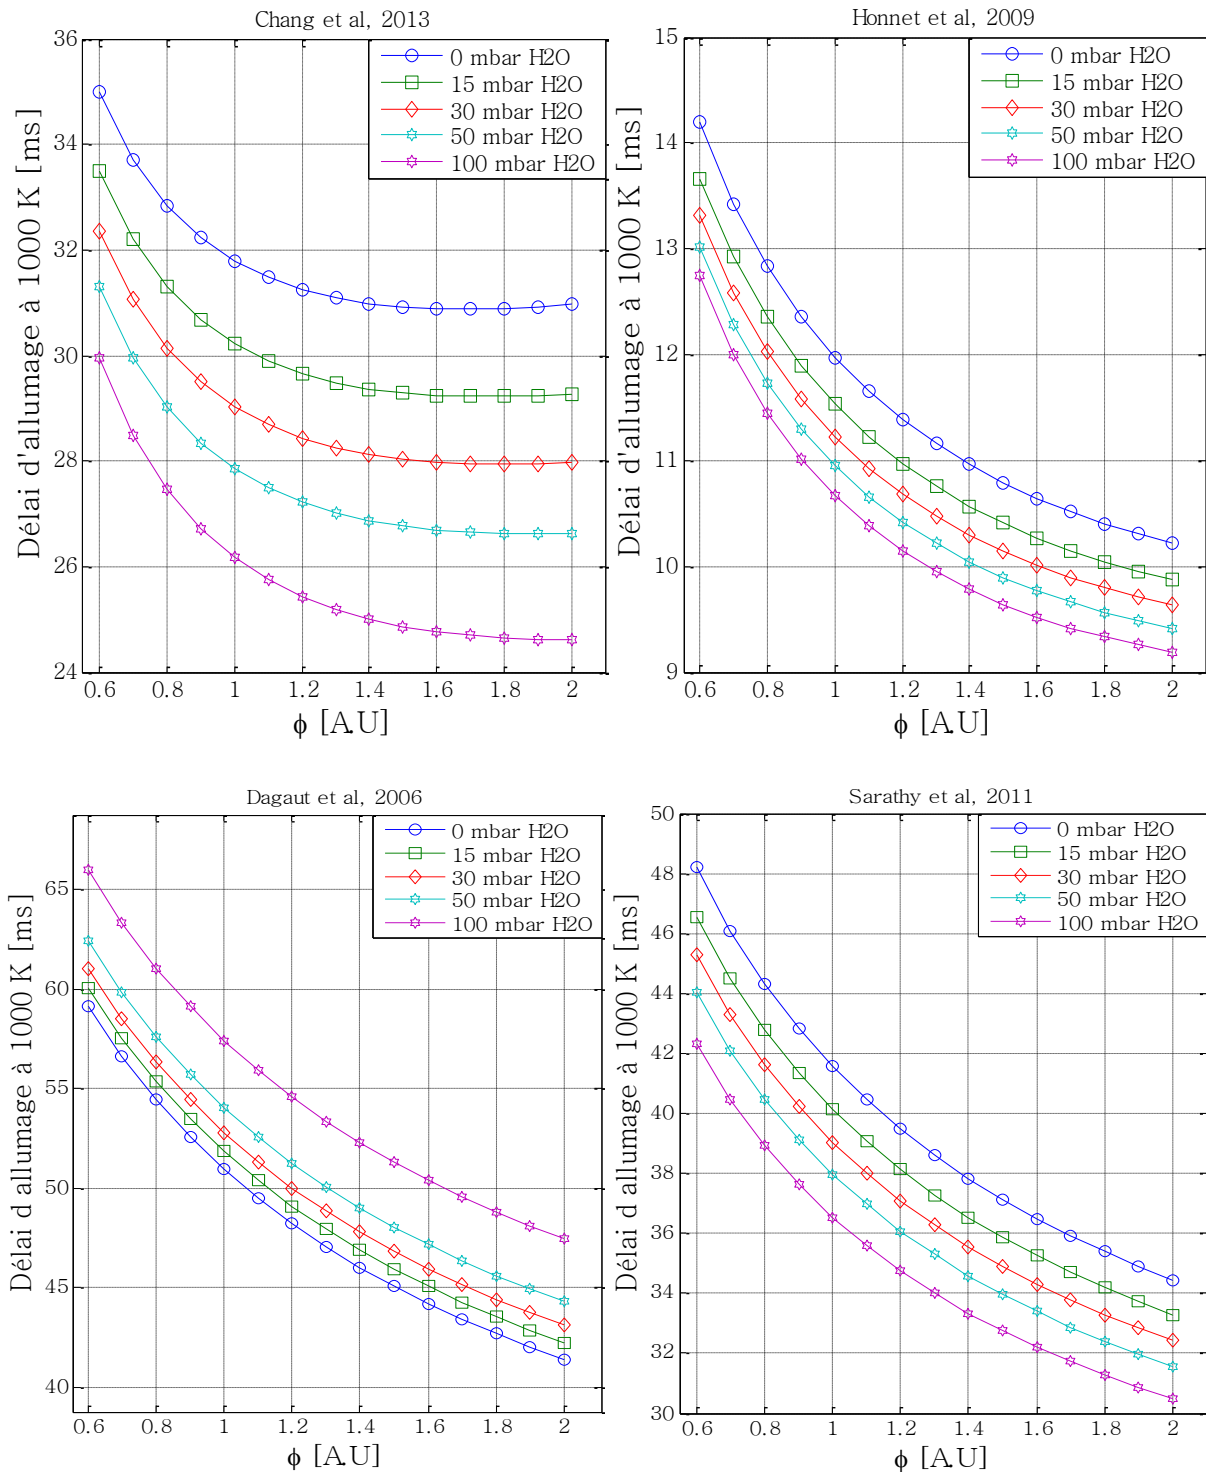 Chang et al, 2013
36
34
32
30
28
26
24
0.6 0.8 1 1.2 1.4 1.6 1.8 2
Délai d'allumage à 1000 K [ms]
ϕ [A.U]
0 mbar H2O
15 mbar H2O
30 mbar H2O
50 mbar H2O
100 mbar H2O
Honnet et al, 2009
15
14
13
12
11
10
9
0.6 0.8 1 1.2 1.4 1.6 1.8 2
Délai d'allumage à 1000 K [ms]
ϕ [A.U]
0 mbar H2O
15 mbar H2O
30 mbar H2O
50 mbar H2O
100 mbar H2O
Dagaut et al, 2006
65
60
55
50
45
40
0.6 0.8 1 1.2 1.4 1.6 1.8 2
Délai d allumage à 1000 K [ms]
ϕ [A.U]
0 mbar H2O
15 mbar H2O
30 mbar H2O
50 mbar H2O
100 mbar H2O
Sarathy et al, 2011
50
48
46
44
42
40
38
36
34
32
30
0.6 0.8 1 1.2 1.4 1.6 1.8 2
Délai d allumage à 1000 K [ms]
ϕ [A.U]
0 mbar H2O
15 mbar H2O
30 mbar H2O
50 mbar H2O
100 mbar H2O